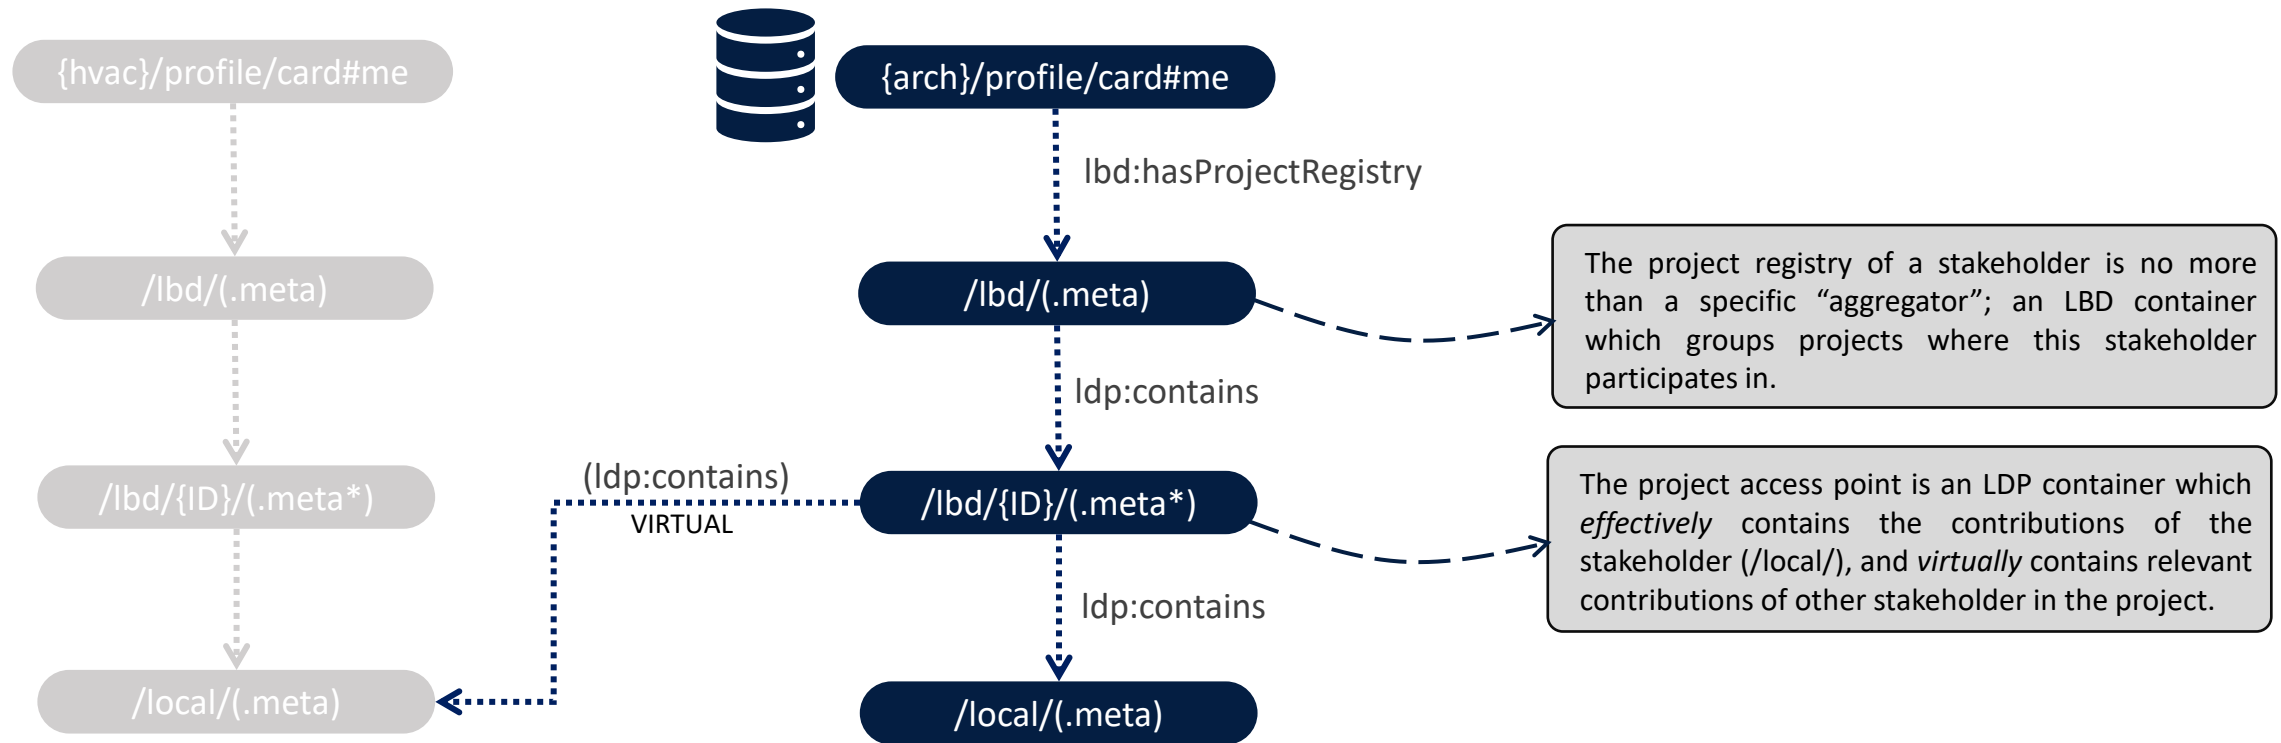 {hvac}/profile/card#me
{arch}/profile/card#me
lbd:hasProjectRegistry
/lbd/(.meta)
/lbd/(.meta)
The project registry of a stakeholder is no more
than a specific “aggregator”; an LBD container
which groups projects where this stakeholder
participates in.
ldp:contains
/lbd/{ID}/(.meta*)
(ldp:contains)
VIRTUAL
/lbd/{ID}/(.meta*)
The project access point is an LDP container which
effectively contains the contributions of the
stakeholder (/local/), and virtually contains relevant
contributions of other stakeholder in the project.
ldp:contains
/local/(.meta)
/local/(.meta)